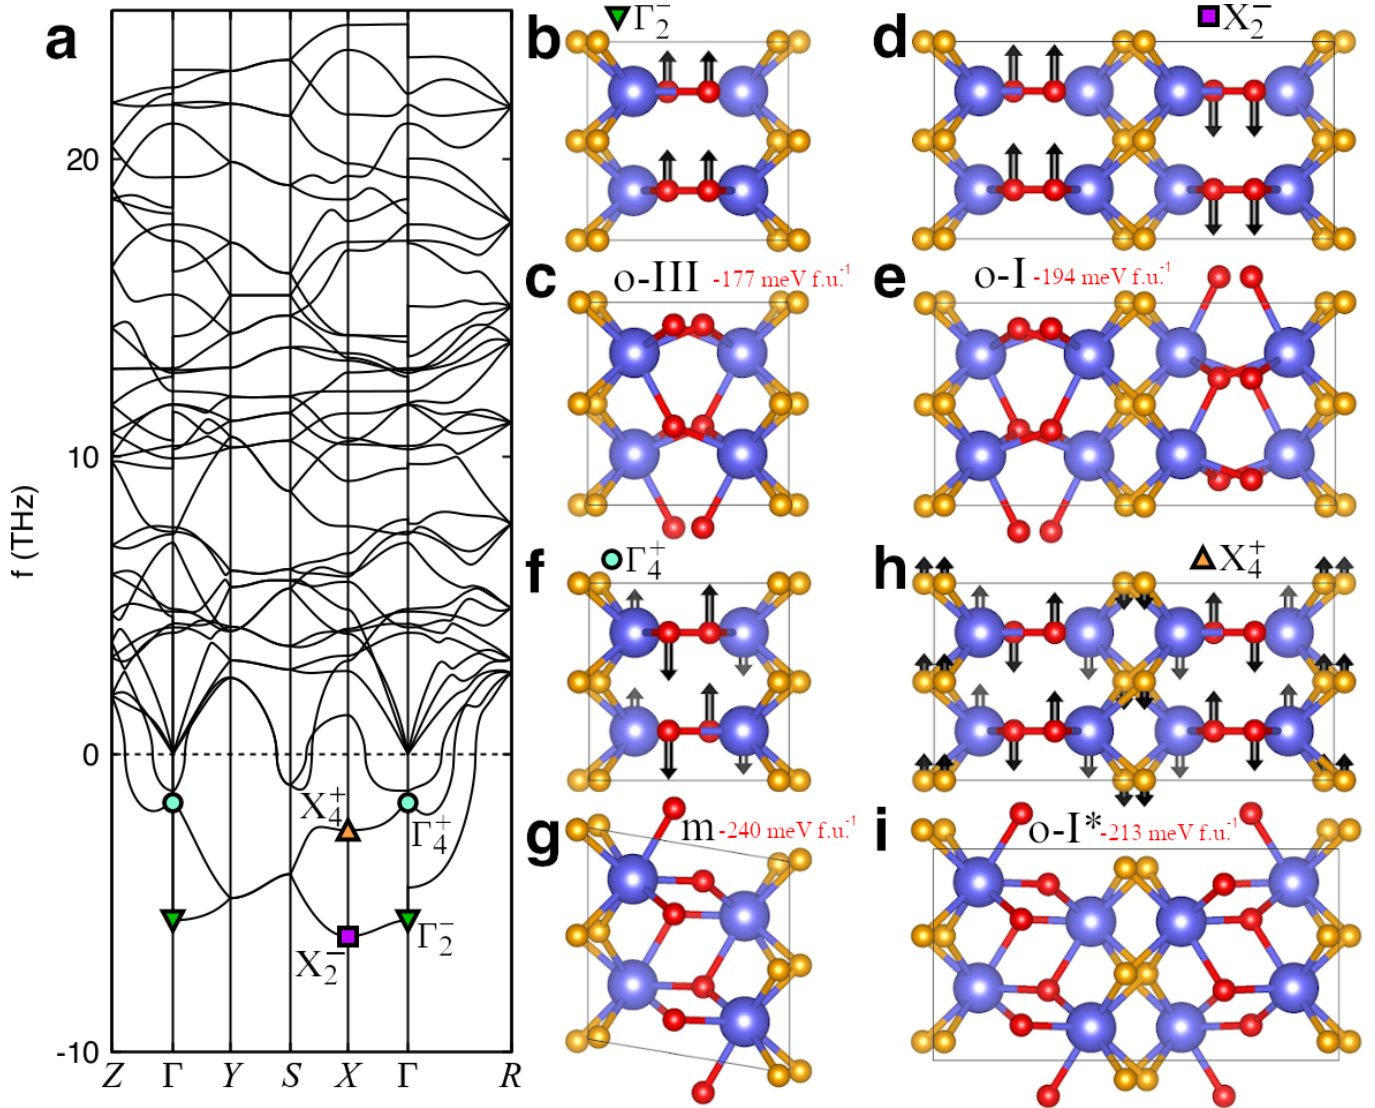 a
f (THz)
20
10
0
-10
X₄⁺
Γ₄⁺
X₂⁻
Γ₂⁻
Z Γ Y S X Γ R
b Γ₂⁻
d X₂⁻
c o-III -177 meV f.u.⁻¹
e o-I -194 meV f.u.⁻¹
f Γ₄⁺
h X₄⁺
g m -240 meV f.u.⁻¹
i o-I* -213 meV f.u.⁻¹